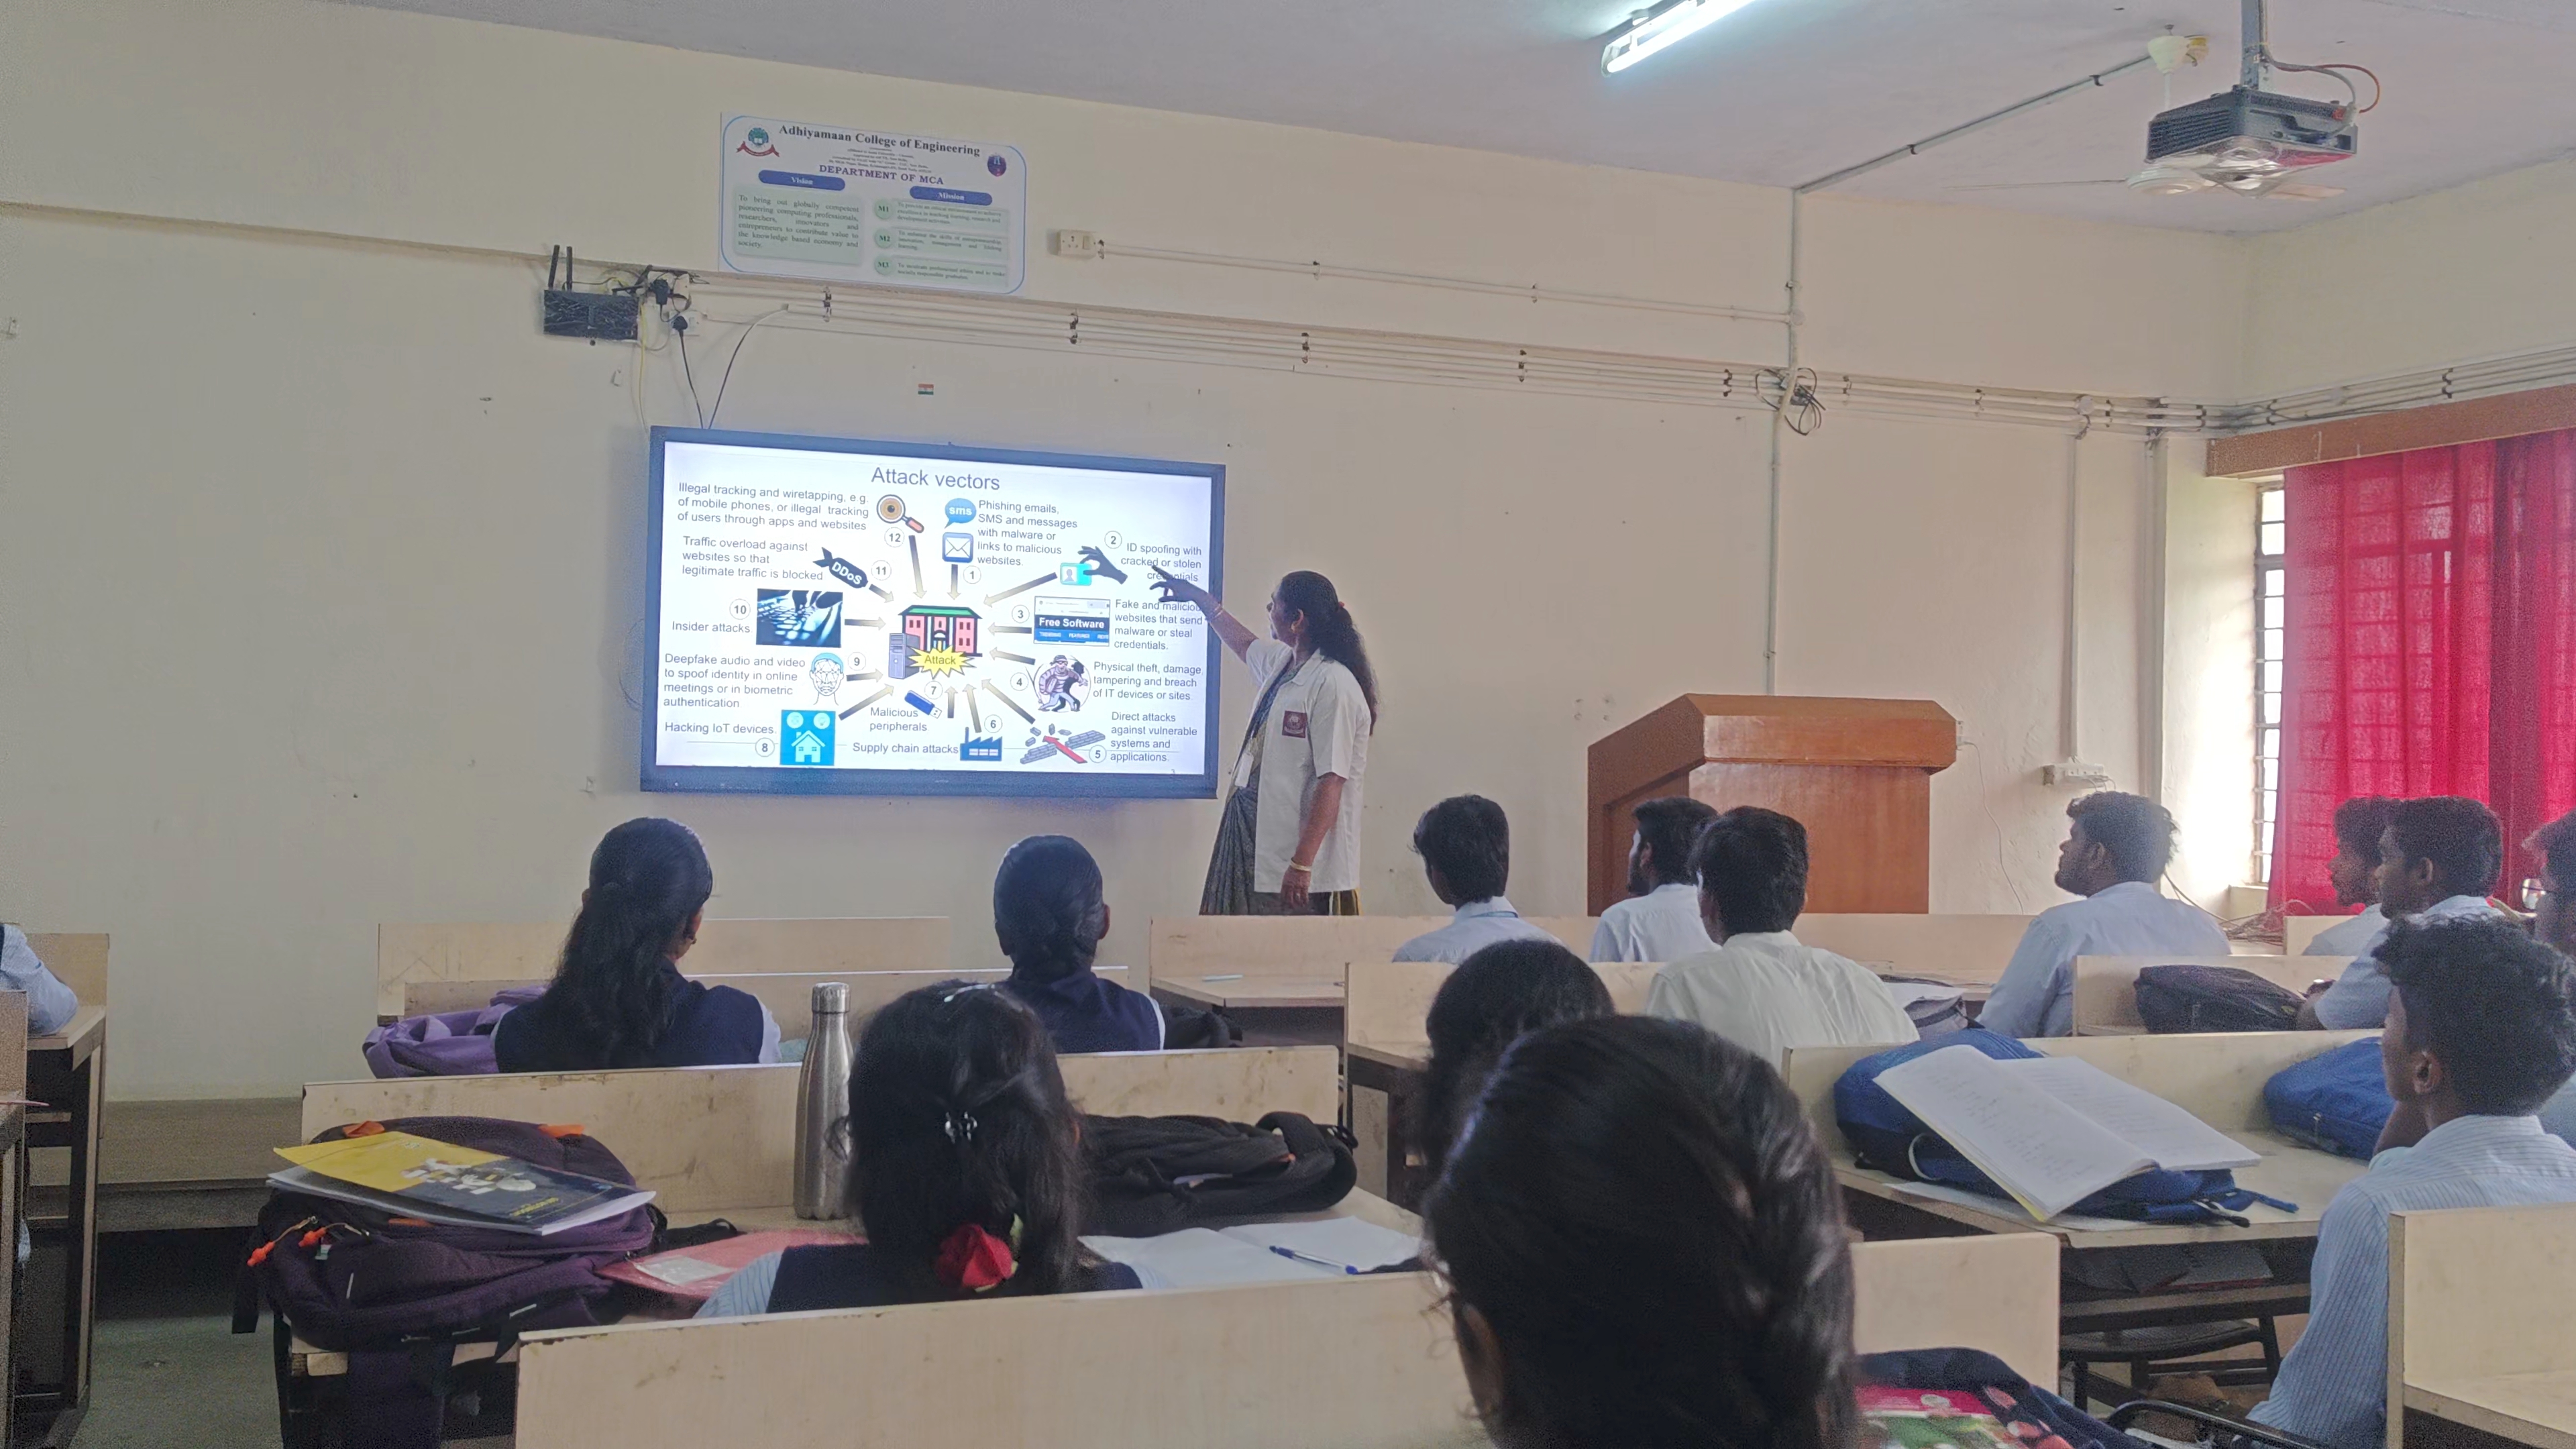 Adhiyamaan College of Engineering
DEPARTMENT OF MCA
Vision
To bring out globally competent
pioneering computing professionals,
researchers, innovators and
entrepreneurs to contribute value to
the knowledge based economy and
society.
Mission
M1
M2
M3
Attack vectors
Illegal tracking and wiretapping, e.g.
of mobile phones, or illegal tracking
of users through apps and websites
12
sms
Phishing emails,
SMS and messages
with malware or
links to malicious
websites.
1
2
ID spoofing with
cracked or stolen
credentials
Traffic overload against
websites so that
legitimate traffic is blocked
DDoS
11
10
Insider attacks
3
Free Software
Fake and malicious
websites that send
malware or steal
credentials.
Attack
Deepfake audio and video
to spoof identity in online
meetings or in biometric
authentication
9
4
Physical theft, damage,
tampering and breach
of IT devices or sites
7
Malicious
peripherals
Hacking IoT devices.
8
6
Supply chain attacks
5
Direct attacks
against vulnerable
systems and
applications.